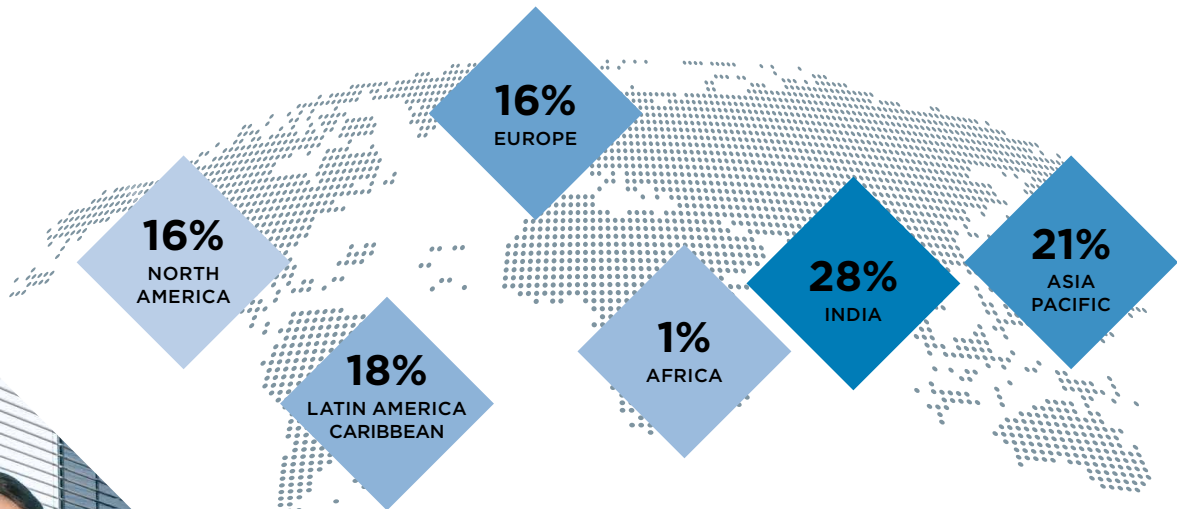 16%
EUROPE
16%
NORTH
AMERICA
18%
LATIN AMERICA
CARIBBEAN
1%
AFRICA
28%
INDIA
21%
ASIA
PACIFIC